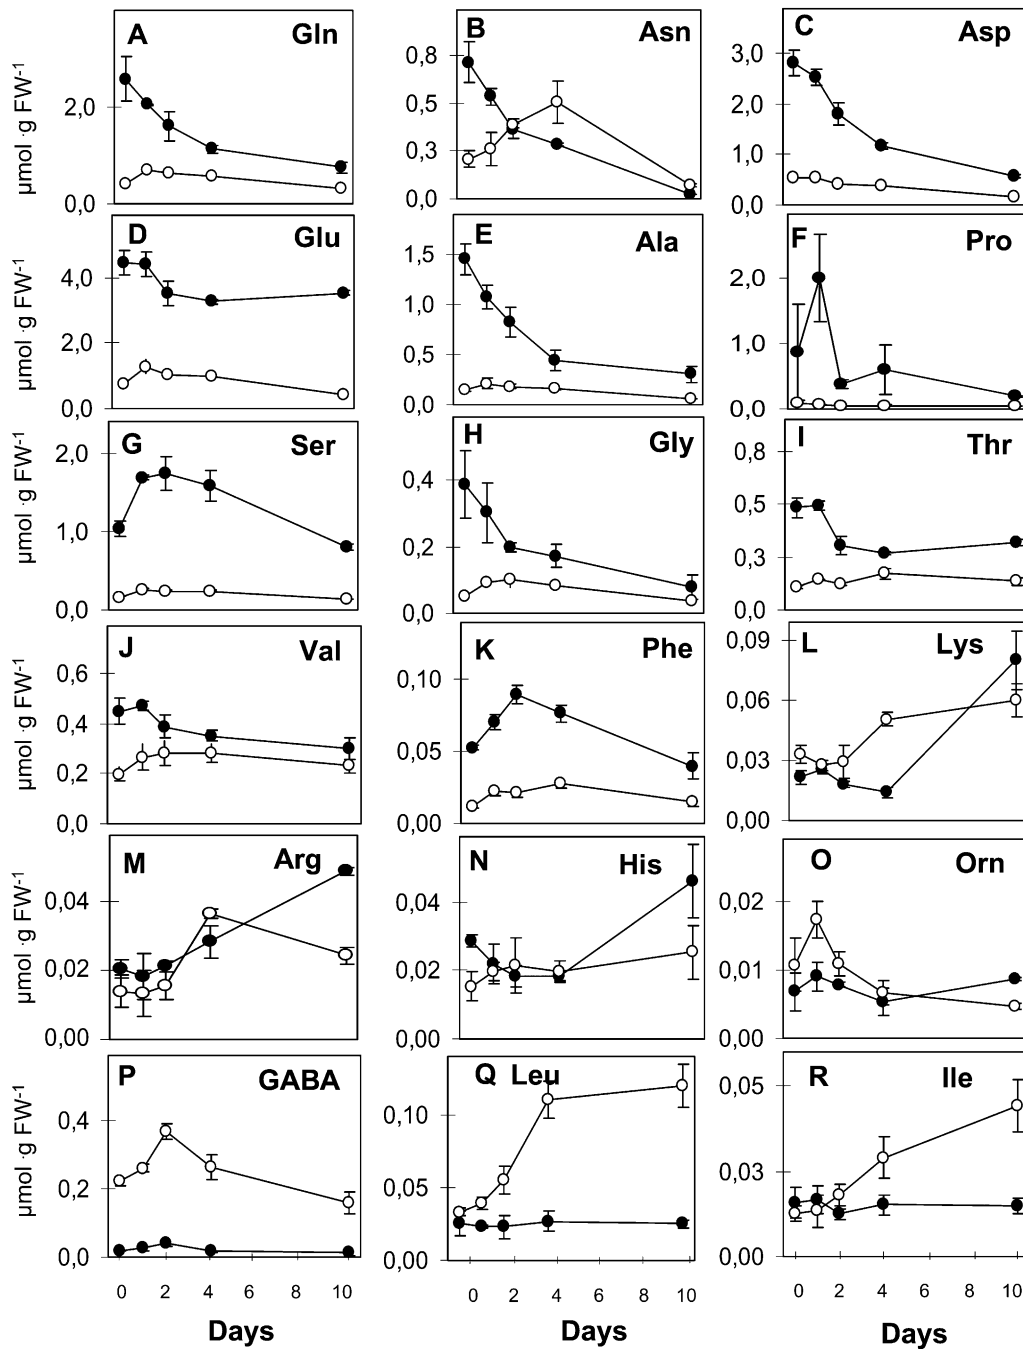 A Gln
B Asn
C Asp
µmol ·g FW⁻¹
2,0
0,0
0,8
0,5
0,3
0,0
3,0
2,0
1,0
0,0
D Glu
E Ala
F Pro
µmol ·g FW⁻¹
4,0
2,0
0,0
1,5
1,0
0,5
0,0
2,0
1,0
0,0
G Ser
H Gly
I Thr
µmol ·g FW⁻¹
2,0
1,0
0,0
0,4
0,2
0,0
0,8
0,5
0,3
0,0
J Val
K Phe
L Lys
µmol ·g FW⁻¹
0,6
0,4
0,2
0,0
0,10
0,05
0,00
0,09
0,06
0,03
0,00
M Arg
N His
O Orn
µmol ·g FW⁻¹
0,04
0,02
0,00
0,04
0,02
0,00
0,02
0,01
0,00
P GABA
Q Leu
R Ile
µmol ·g FW⁻¹
0,4
0,2
0,0
0,10
0,05
0,00
0,05
0,03
0,00
0 2 4 6 8 10
0 2 4 6 8 10
0 2 4 6 8 10
Days
Days
Days